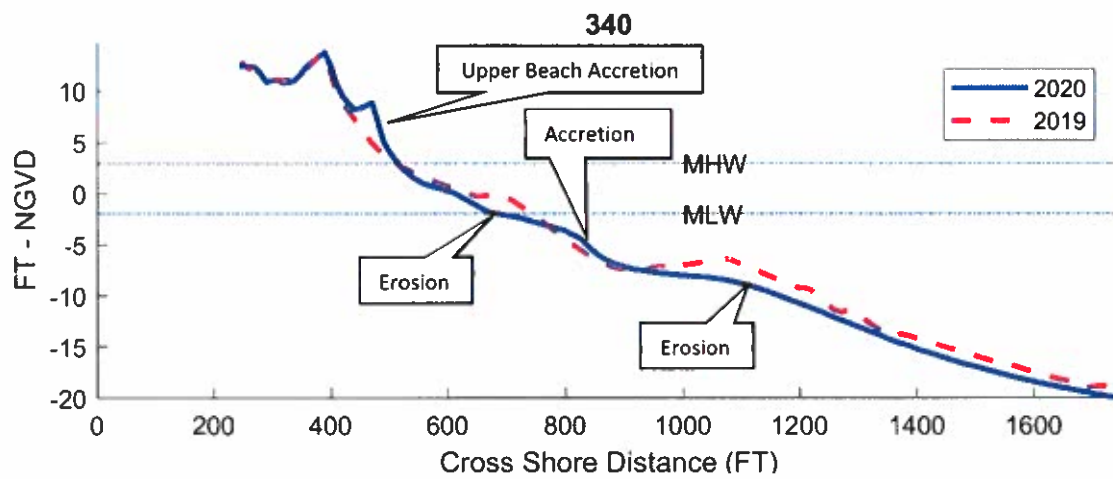 340
Upper Beach Accretion
2020
2019
Accretion
MHW
MLW
Erosion
Erosion
FT - NGVD
10
5
0
-5
-10
-15
-20
0
200
400
600
800
1000
1200
1400
1600
Cross Shore Distance (FT)